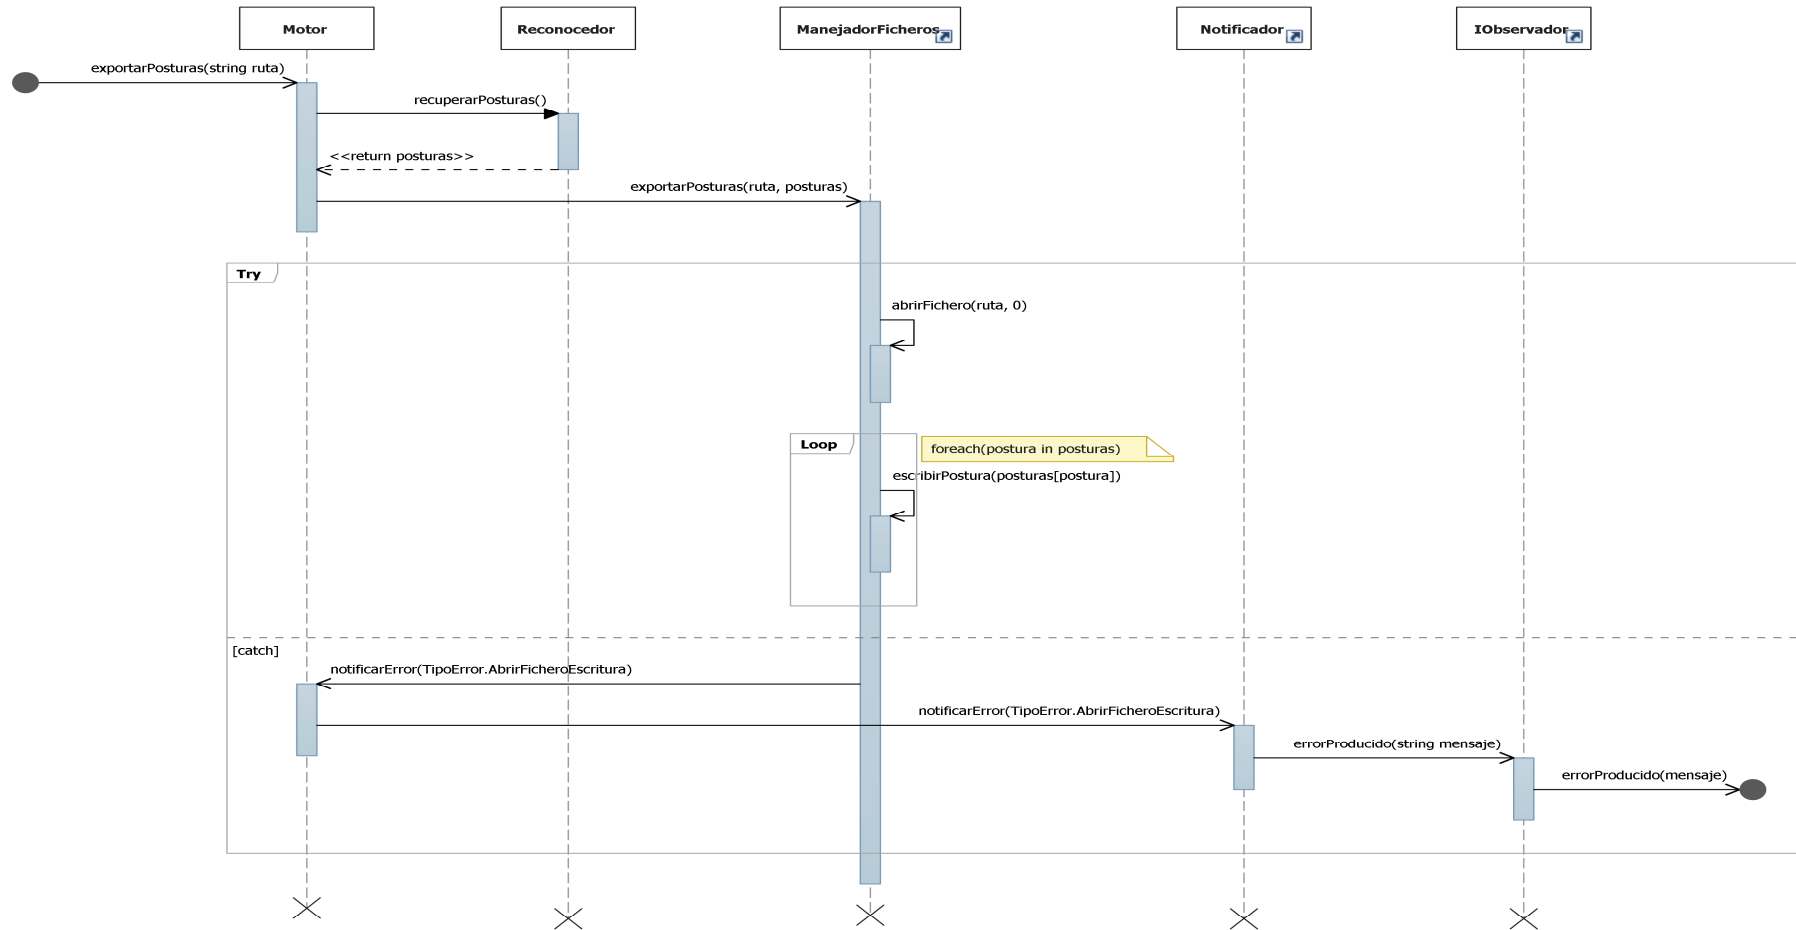 Motor
Reconocedor
ManejadorFicheros
Notificador
IObservador
exportarPosturas(string ruta)
recuperarPosturas()
<<return posturas>>
exportarPosturas(ruta, posturas)
Try
abrirFichero(ruta, 0)
Loop
foreach(postura in posturas)
escribirPostura(posturas[postura])
[catch]
notificarError(TipoError.AbrirFicheroEscritura)
notificarError(TipoError.AbrirFicheroEscritura)
errorProducido(string mensaje)
errorProducido(mensaje)